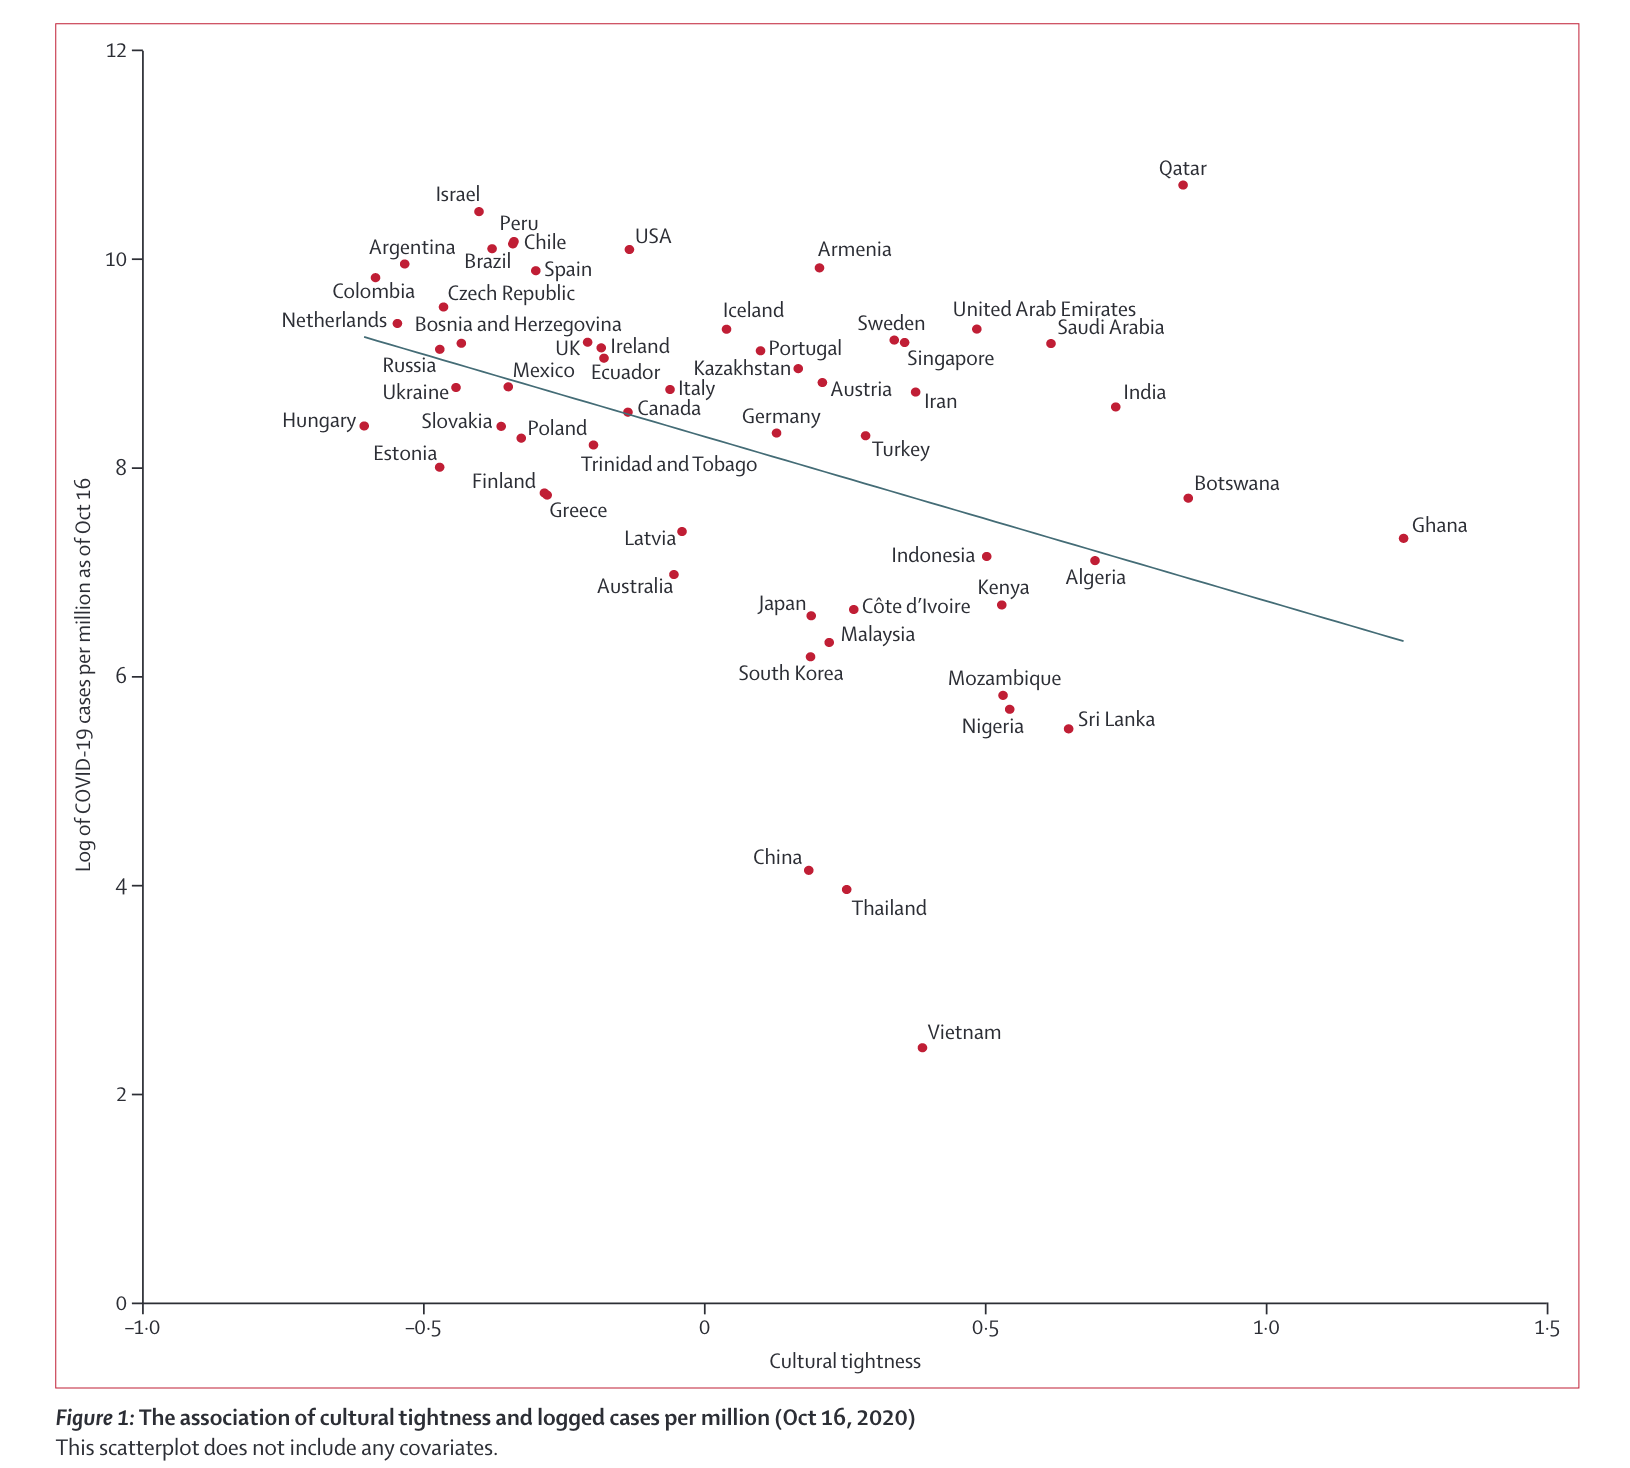 12
Qatar
Israel
Peru
USA
Chile
Argentina
Armenia
10
Brazil
Spain
Colombia
Czech Republic
Iceland
United Arab Emirates
Netherlands
Bosnia and Herzegovina
Sweden
Saudi Arabia
UK
Ireland
Portugal
Singapore
Russia
Mexico
Ecuador
Kazakhstan
Ukraine
Italy
Austria
India
Iran
Canada
Germany
Hungary
Slovakia
Poland
Turkey
Estonia
8
Trinidad and Tobago
Finland
Botswana
Greece
Ghana
Latvia
Indonesia
Algeria
Australia
Kenya
Japan
Côte d’Ivoire
Malaysia
South Korea
6
Mozambique
Nigeria
Sri Lanka
China
4
Thailand
Vietnam
2
0
Log of COVID-19 cases per million as of Oct 16
–1·0
–0·5
0
0·5
1·0
1·5
Cultural tightness
Figure 1: The association of cultural tightness and logged cases per million (Oct 16, 2020)
This scatterplot does not include any covariates.